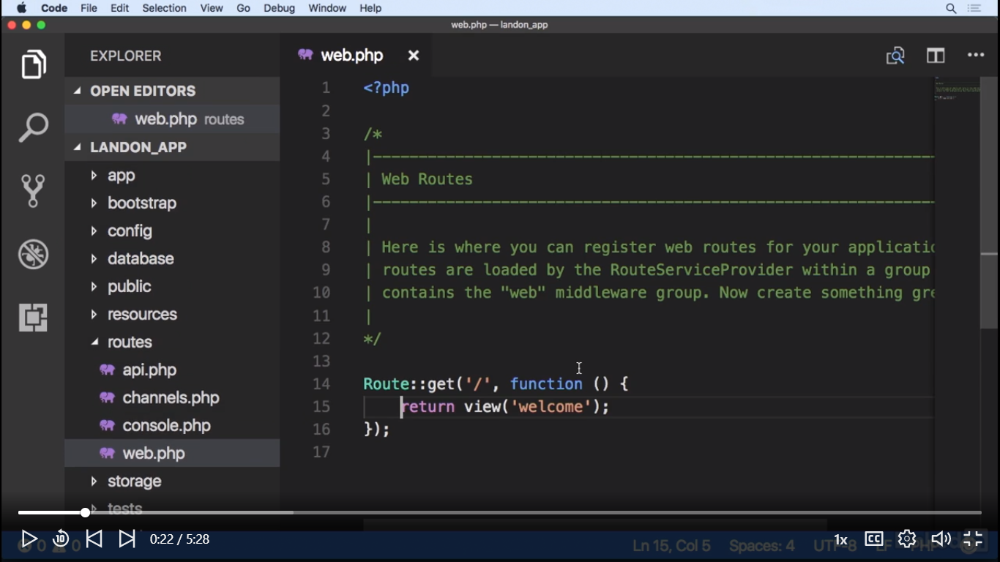 Code File Edit Selection View Go Debug Window Help
web.php — landon_app
EXPLORER
OPEN EDITORS
web.php routes
LANDON_APP
app
bootstrap
config
database
public
resources
routes
api.php
channels.php
console.php
web.php
storage
tests
web.php
1 <?php
2
3 /*
4 |--------------------------------------------------------------
5 | Web Routes
6 |--------------------------------------------------------------
7 |
8 | Here is where you can register web routes for your applicatio
9 | routes are loaded by the RouteServiceProvider within a group
10 | contains the "web" middleware group. Now create something gre
11 |
12 */
13
14 Route::get('/', function () {
15 return view('welcome');
16 });
17
0 0
Ln 15, Col 5 Spaces: 4 UTF-8 LF PHP
10 0:22 / 5:28 1x CC